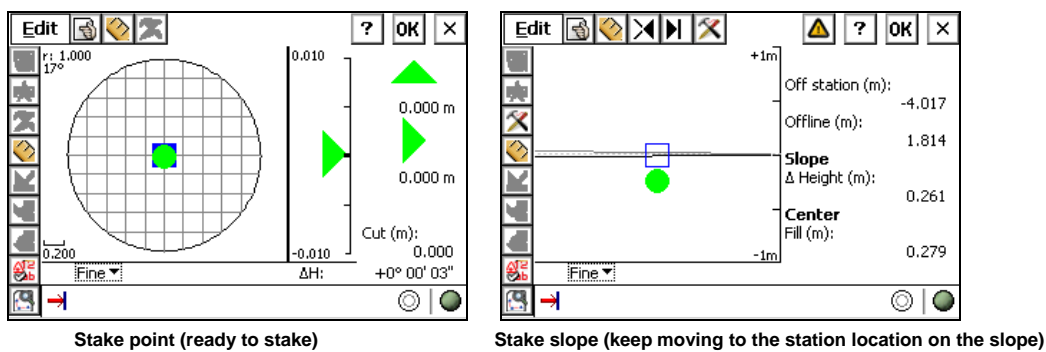 Edit
?
OK
×
r: 1.000
17°
0.010
0.000 m
0.000 m
Cut (m):
0.000
0.200
-0.010
Fine
ΔH:
+0° 00' 03"
Stake point (ready to stake)
Edit
?
OK
×
+1m
Off station (m):
-4.017
Offline (m):
1.814
Slope
Δ Height (m):
0.261
Center
Fill (m):
0.279
-1m
Fine
Stake slope (keep moving to the station location on the slope)